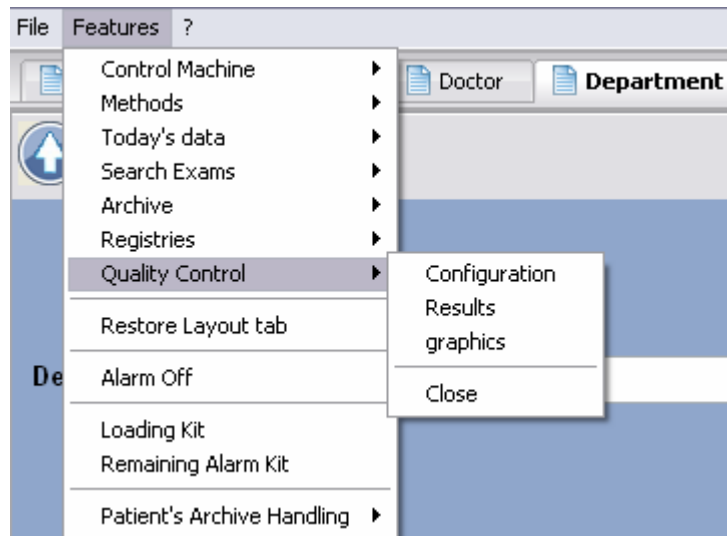 File Features ?
Control Machine
Doctor
Department
Methods
Today's data
Search Exams
Archive
Registries
Quality Control
Configuration
Results
graphics
Close
Restore Layout tab
De
Alarm Off
Loading Kit
Remaining Alarm Kit
Patient's Archive Handling